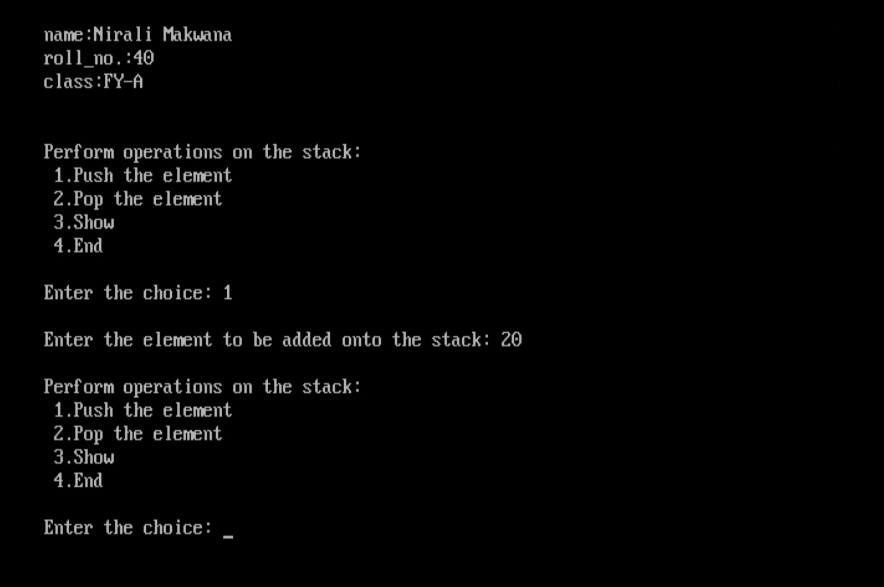 name:Nirali Makwana
roll_no.:40
class:FY-A
Perform operations on the stack:
1.Push the element
2.Pop the element
3.Show
4.End
Enter the choice: 1
Enter the element to be added onto the stack: 20
Perform operations on the stack:
1.Push the element
2.Pop the element
3.Show
4.End
Enter the choice: _